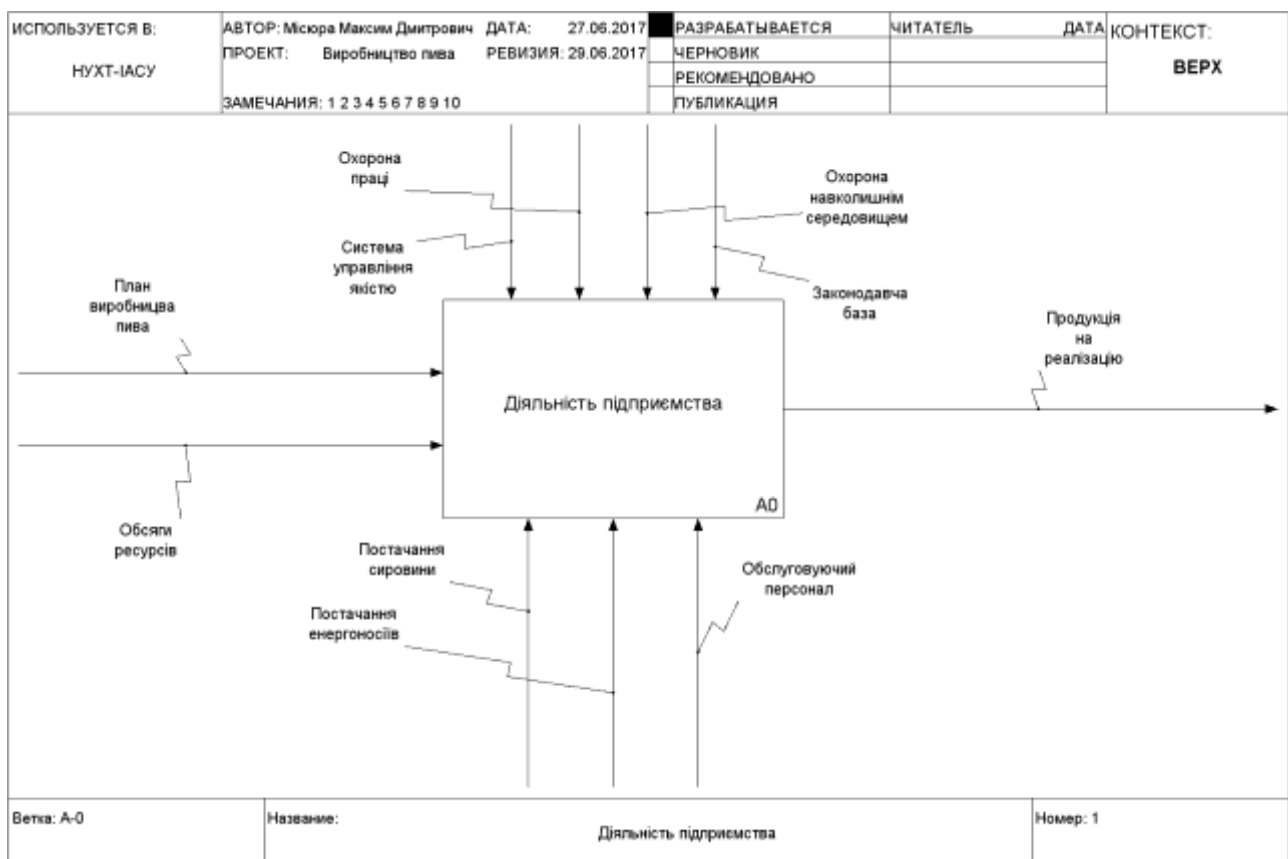 ИСПОЛЬЗУЕТСЯ В:
НУХТ-ІАСУ
АВТОР: Місюра Максим Дмитрович ДАТА: 27.06.2017
ПРОЕКТ: Виробництво пива РЕВИЗИЯ: 29.06.2017
ЗАМЕЧАНИЯ: 1 2 3 4 5 6 7 8 9 10
РАЗРАБАТЫВАЕТСЯ
ЧЕРНОВИК
РЕКОМЕНДОВАНО
ПУБЛИКАЦИЯ
ЧИТАТЕЛЬ ДАТА
КОНТЕКСТ:
ВЕРХ
Охорона
праці
Система
управління
якістю
Охорона
навколишнім
середовищем
Законодавча
база
План
виробницва
пива
Продукція
на
реалізацію
Діяльність підприємства
A0
Обсяги
ресурсів
Постачання
сировини
Постачання
енергоносіїв
Обслуговуючий
персонал
Ветка: A-0
Название:
Діяльність підприємства
Номер: 1